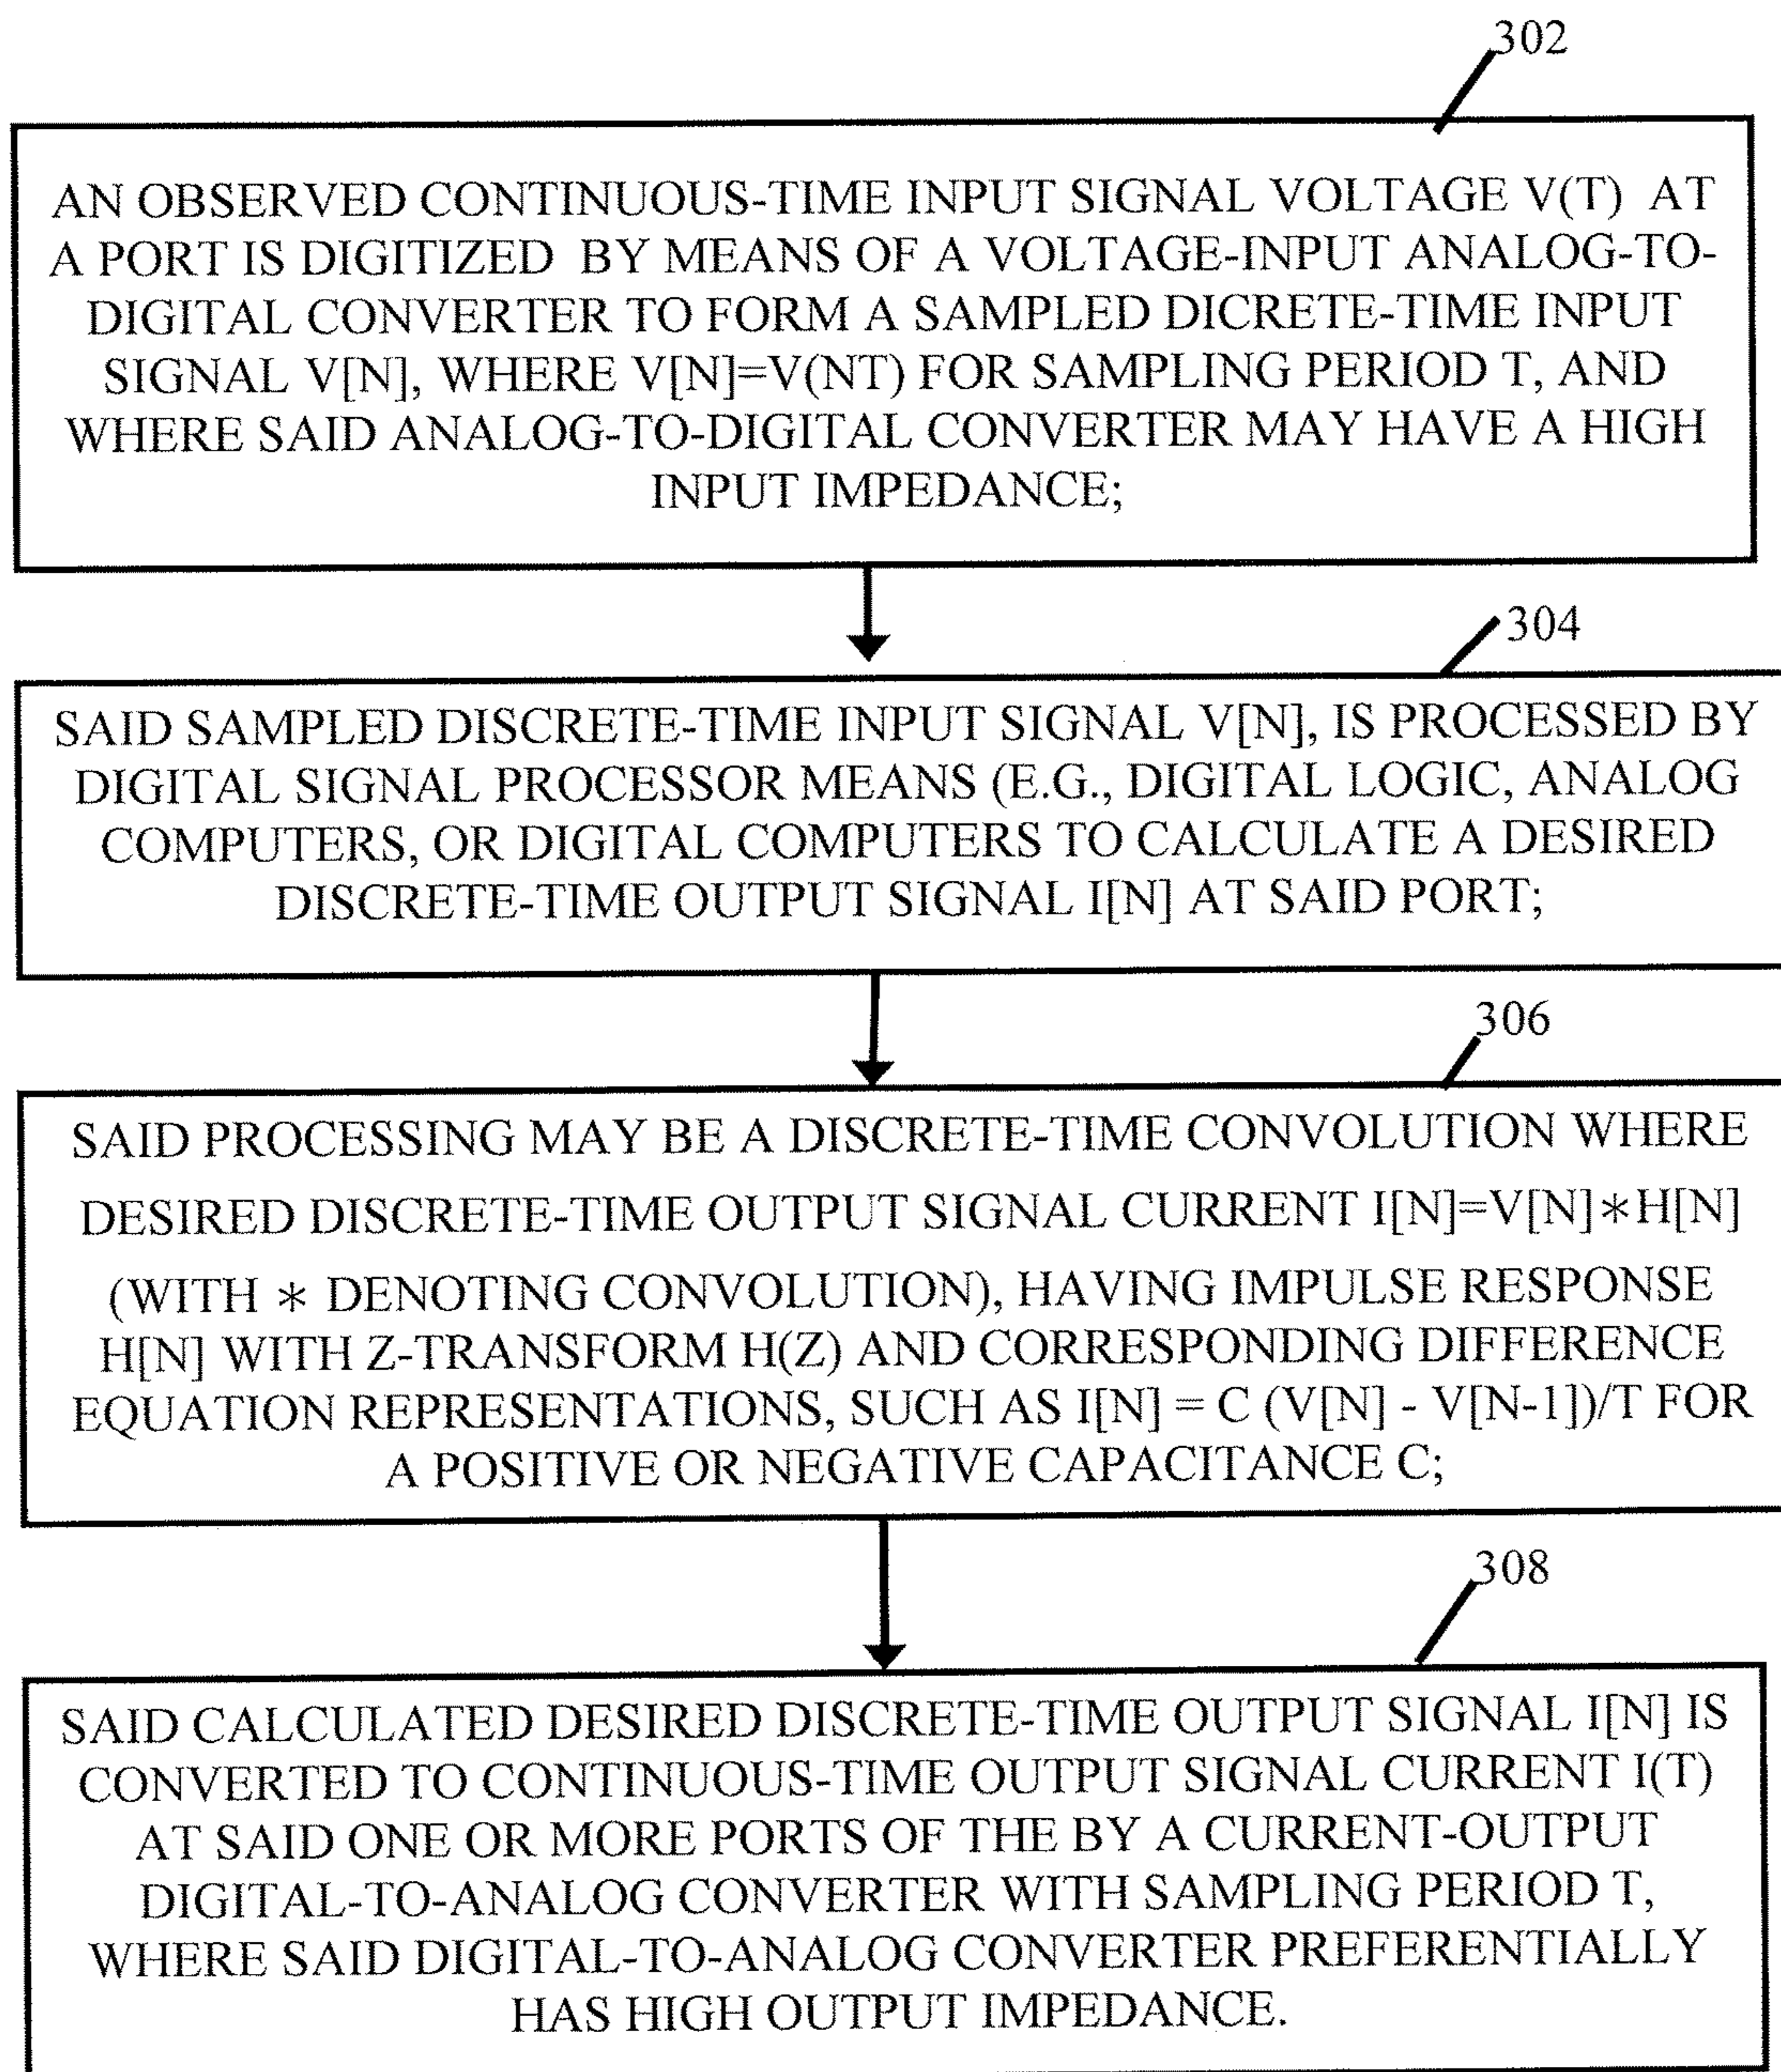 302
AN OBSERVED CONTINUOUS-TIME INPUT SIGNAL VOLTAGE V(T) AT
A PORT IS DIGITIZED BY MEANS OF A VOLTAGE-INPUT ANALOG-TO-
DIGITAL CONVERTER TO FORM A SAMPLED DICRETE-TIME INPUT
SIGNAL V[N], WHERE V[N]=V(NT) FOR SAMPLING PERIOD T, AND
WHERE SAID ANALOG-TO-DIGITAL CONVERTER MAY HAVE A HIGH
INPUT IMPEDANCE;
304
SAID SAMPLED DISCRETE-TIME INPUT SIGNAL V[N], IS PROCESSED BY
DIGITAL SIGNAL PROCESSOR MEANS (E.G., DIGITAL LOGIC, ANALOG
COMPUTERS, OR DIGITAL COMPUTERS TO CALCULATE A DESIRED
DISCRETE-TIME OUTPUT SIGNAL I[N] AT SAID PORT;
306
SAID PROCESSING MAY BE A DISCRETE-TIME CONVOLUTION WHERE
DESIRED DISCRETE-TIME OUTPUT SIGNAL CURRENT I[N]=V[N]*H[N]
(WITH * DENOTING CONVOLUTION), HAVING IMPULSE RESPONSE
H[N] WITH Z-TRANSFORM H(Z) AND CORRESPONDING DIFFERENCE
EQUATION REPRESENTATIONS, SUCH AS I[N] = C (V[N] - V[N-1])/T FOR
A POSITIVE OR NEGATIVE CAPACITANCE C;
308
SAID CALCULATED DESIRED DISCRETE-TIME OUTPUT SIGNAL I[N] IS
CONVERTED TO CONTINUOUS-TIME OUTPUT SIGNAL CURRENT I(T)
AT SAID ONE OR MORE PORTS OF THE BY A CURRENT-OUTPUT
DIGITAL-TO-ANALOG CONVERTER WITH SAMPLING PERIOD T,
WHERE SAID DIGITAL-TO-ANALOG CONVERTER PREFERENTIALLY
HAS HIGH OUTPUT IMPEDANCE.